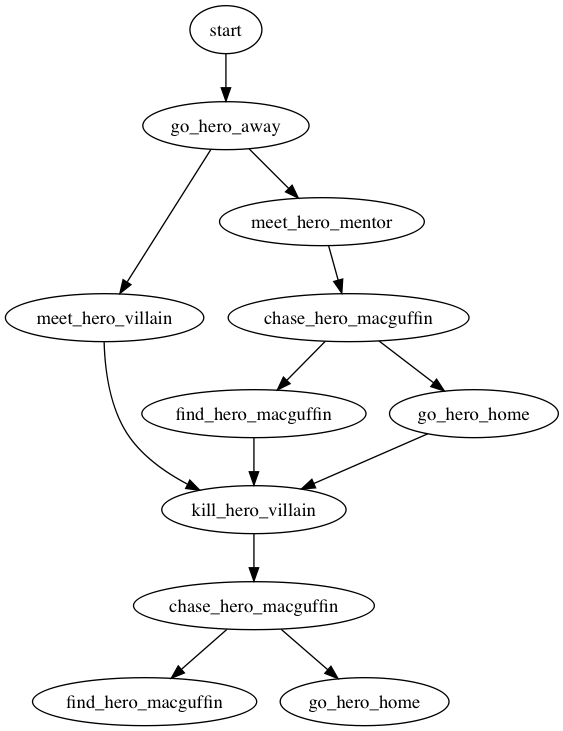 start
go_hero_away
meet_hero_mentor
meet_hero_villain
chase_hero_macguffin
find_hero_macguffin
go_hero_home
kill_hero_villain
chase_hero_macguffin
find_hero_macguffin
go_hero_home